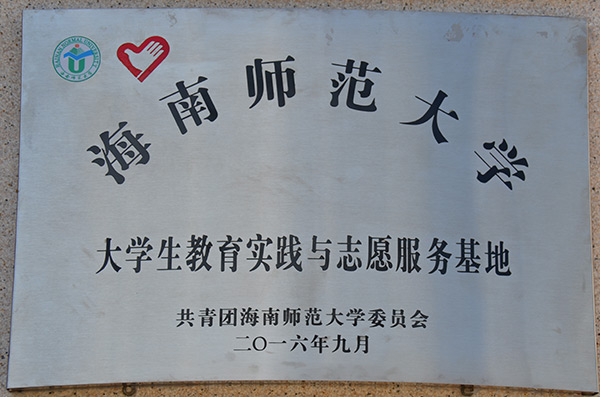 海南师范大学
大学生教育实践与志愿服务基地
共青团海南师范大学委员会
二〇一六年九月